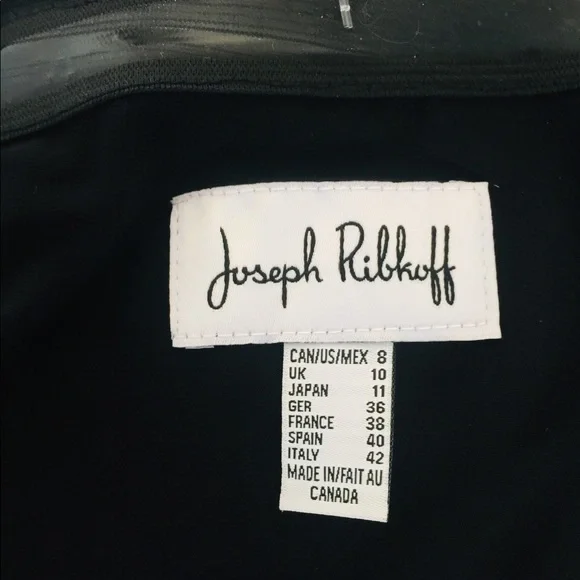 Joseph Ribkoff
CAN/US/MEX 8
UK 10
JAPAN 11
GER 36
FRANCE 38
SPAIN 40
ITALY 42
MADE IN/FAIT AU
CANADA